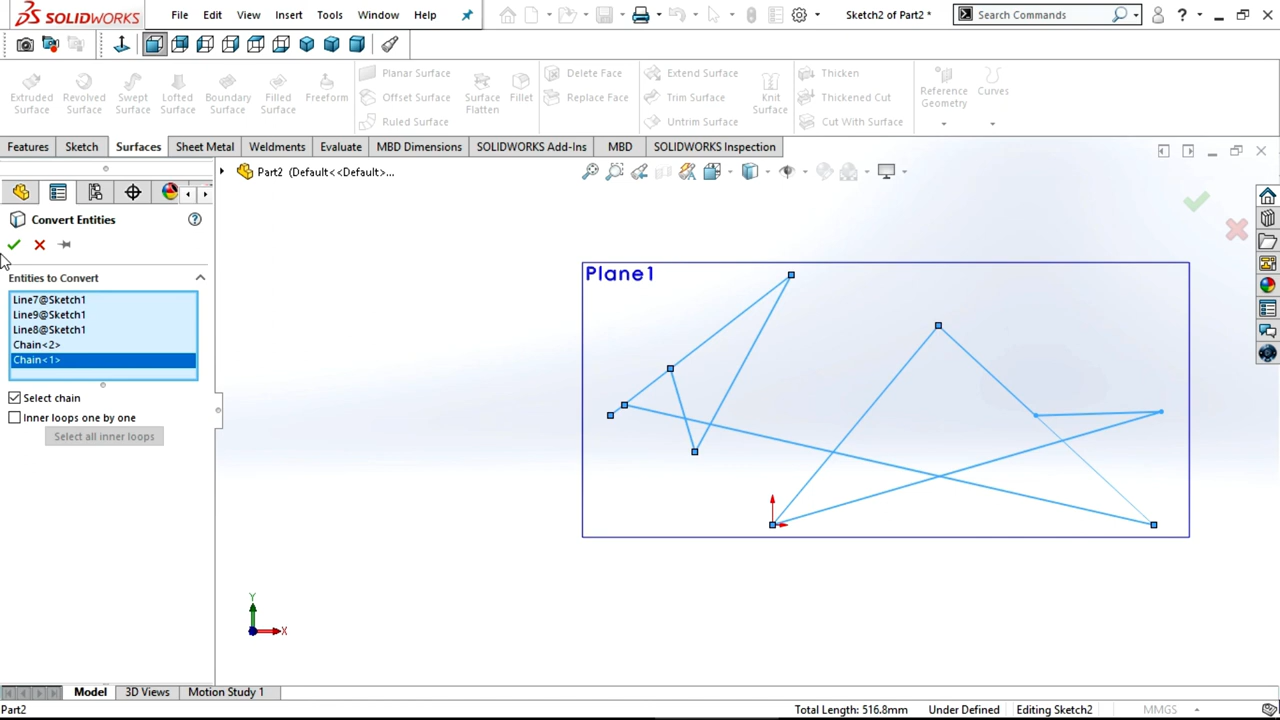 SOLIDWORKS File Edit View Insert Tools Window Help Sketch2 of Part2 * Search Commands ?
Extruded Surface
Revolved Surface
Swept Surface
Lofted Surface
Boundary Surface
Filled Surface
Freeform
Planar Surface
Offset Surface
Ruled Surface
Surface Flatten
Fillet
Delete Face
Replace Face
Extend Surface
Trim Surface
Untrim Surface
Knit Surface
Thicken
Thickened Cut
Cut With Surface
Reference Geometry
Curves
Features Sketch Surfaces Sheet Metal Weldments Evaluate MBD Dimensions SOLIDWORKS Add-Ins MBD SOLIDWORKS Inspection
Part2 (Default<<Default>...
Convert Entities ?
Entities to Convert
Line7@Sketch1
Line9@Sketch1
Line8@Sketch1
Chain<2>
Chain<1>
Select chain
Inner loops one by one
Select all inner loops
Plane1
Y
X
Model 3D Views Motion Study 1
Part2 Total Length: 516.8mm Under Defined Editing Sketch2 MMGS